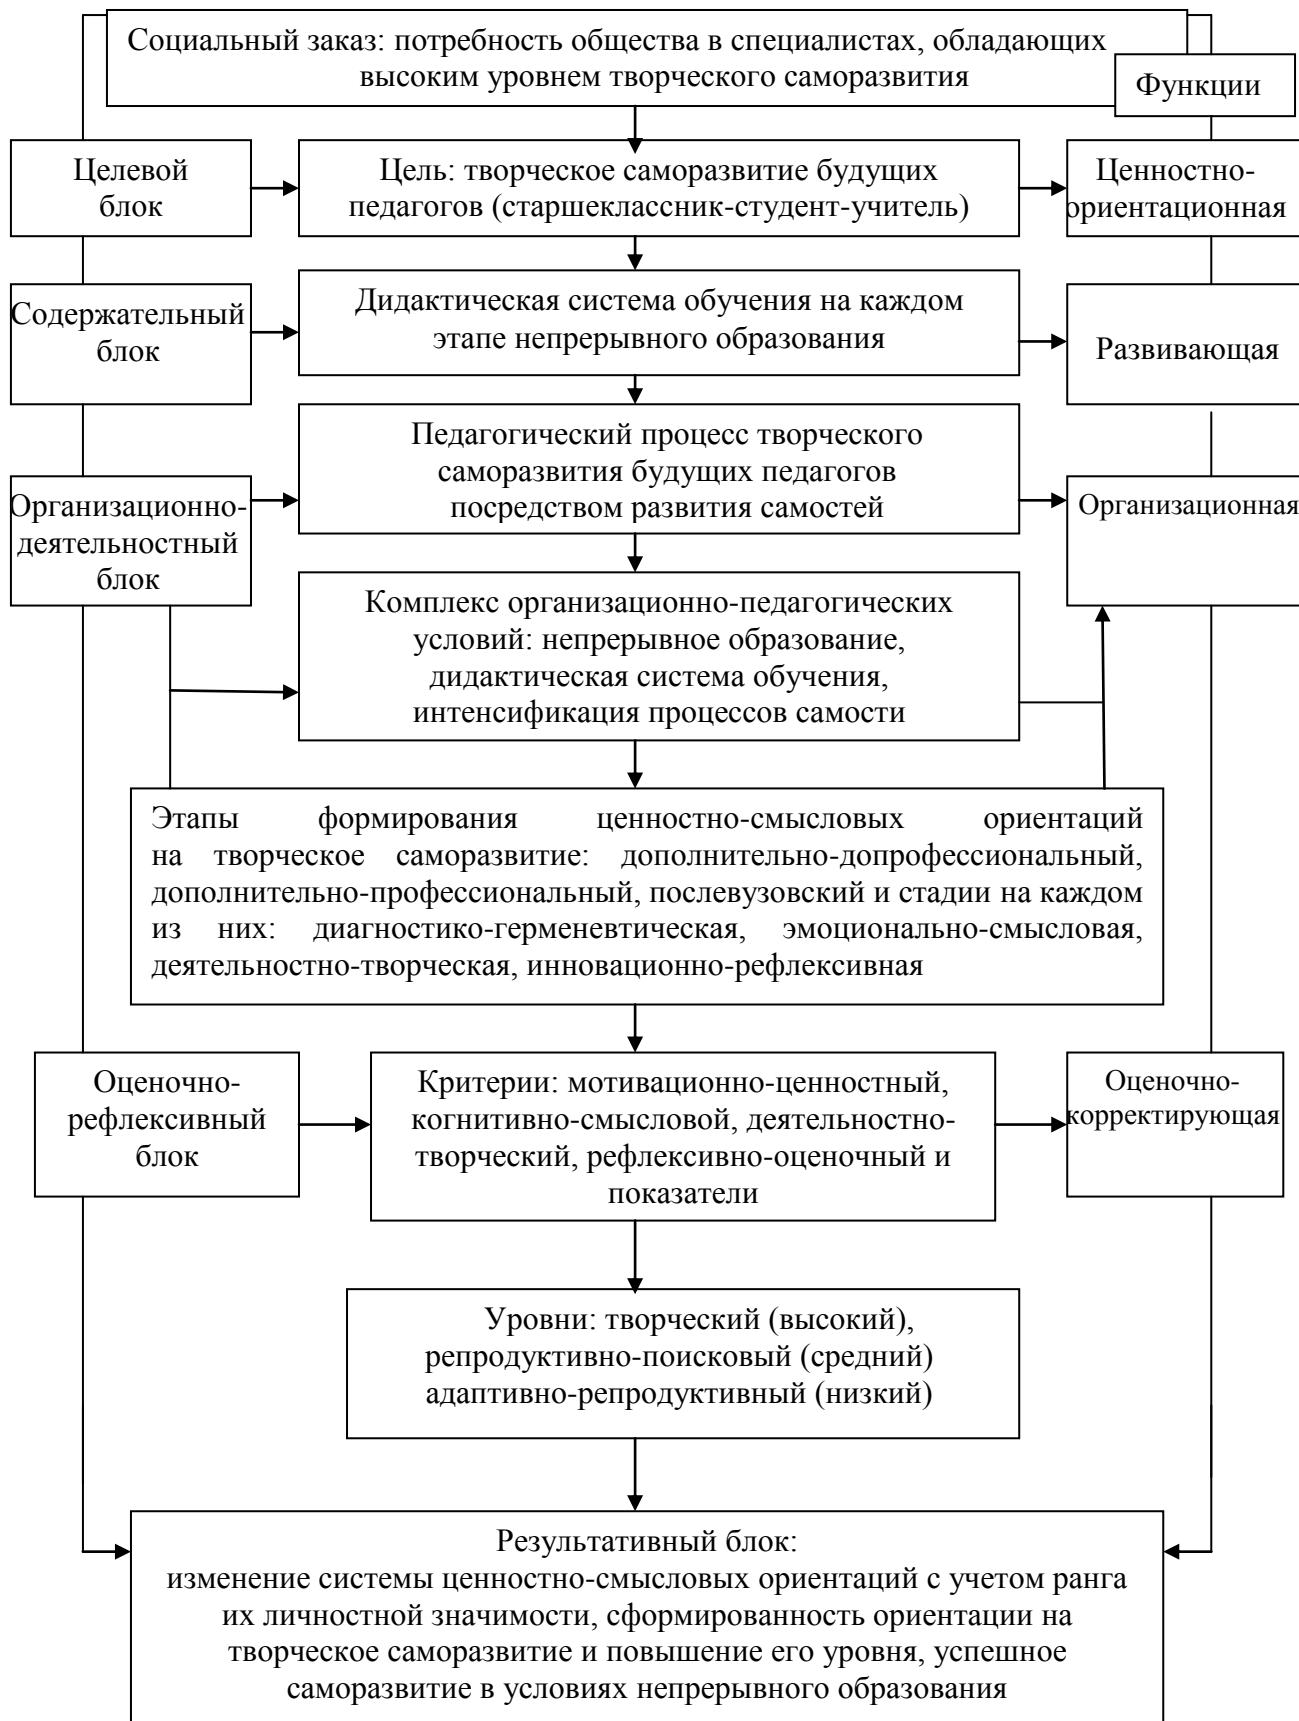 Социальный заказ: потребность общества в специалистах, обладающих
высоким уровнем творческого саморазвития
Функции
Целевой
блок
Цель: творческое саморазвитие будущих
педагогов (старшеклассник-студент-учитель)
Ценностно-
ориентационная
Содержательный
блок
Дидактическая система обучения на каждом
этапе непрерывного образования
Развивающая
Организационно-
деятельностный
блок
Педагогический процесс творческого
саморазвития будущих педагогов
посредством развития самостей
Организационная
Комплекс организационно-педагогических
условий: непрерывное образование,
дидактическая система обучения,
интенсификация процессов самости
Этапы формирования ценностно-смысловых ориентаций
на творческое саморазвитие: дополнительно-допрофессиональный,
дополнительно-профессиональный, послевузовский и стадии на каждом
из них: диагностико-герменевтическая, эмоционально-смысловая,
деятельностно-творческая, инновационно-рефлексивная
Оценочно-
рефлексивный
блок
Критерии: мотивационно-ценностный,
когнитивно-смысловой, деятельностно-
творческий, рефлексивно-оценочный и
показатели
Оценочно-
корректирующая
Уровни: творческий (высокий),
репродуктивно-поисковый (средний)
адаптивно-репродуктивный (низкий)
Результативный блок:
изменение системы ценностно-смысловых ориентаций с учетом ранга
их личностной значимости, сформированность ориентации на
творческое саморазвитие и повышение его уровня, успешное
саморазвитие в условиях непрерывного образования